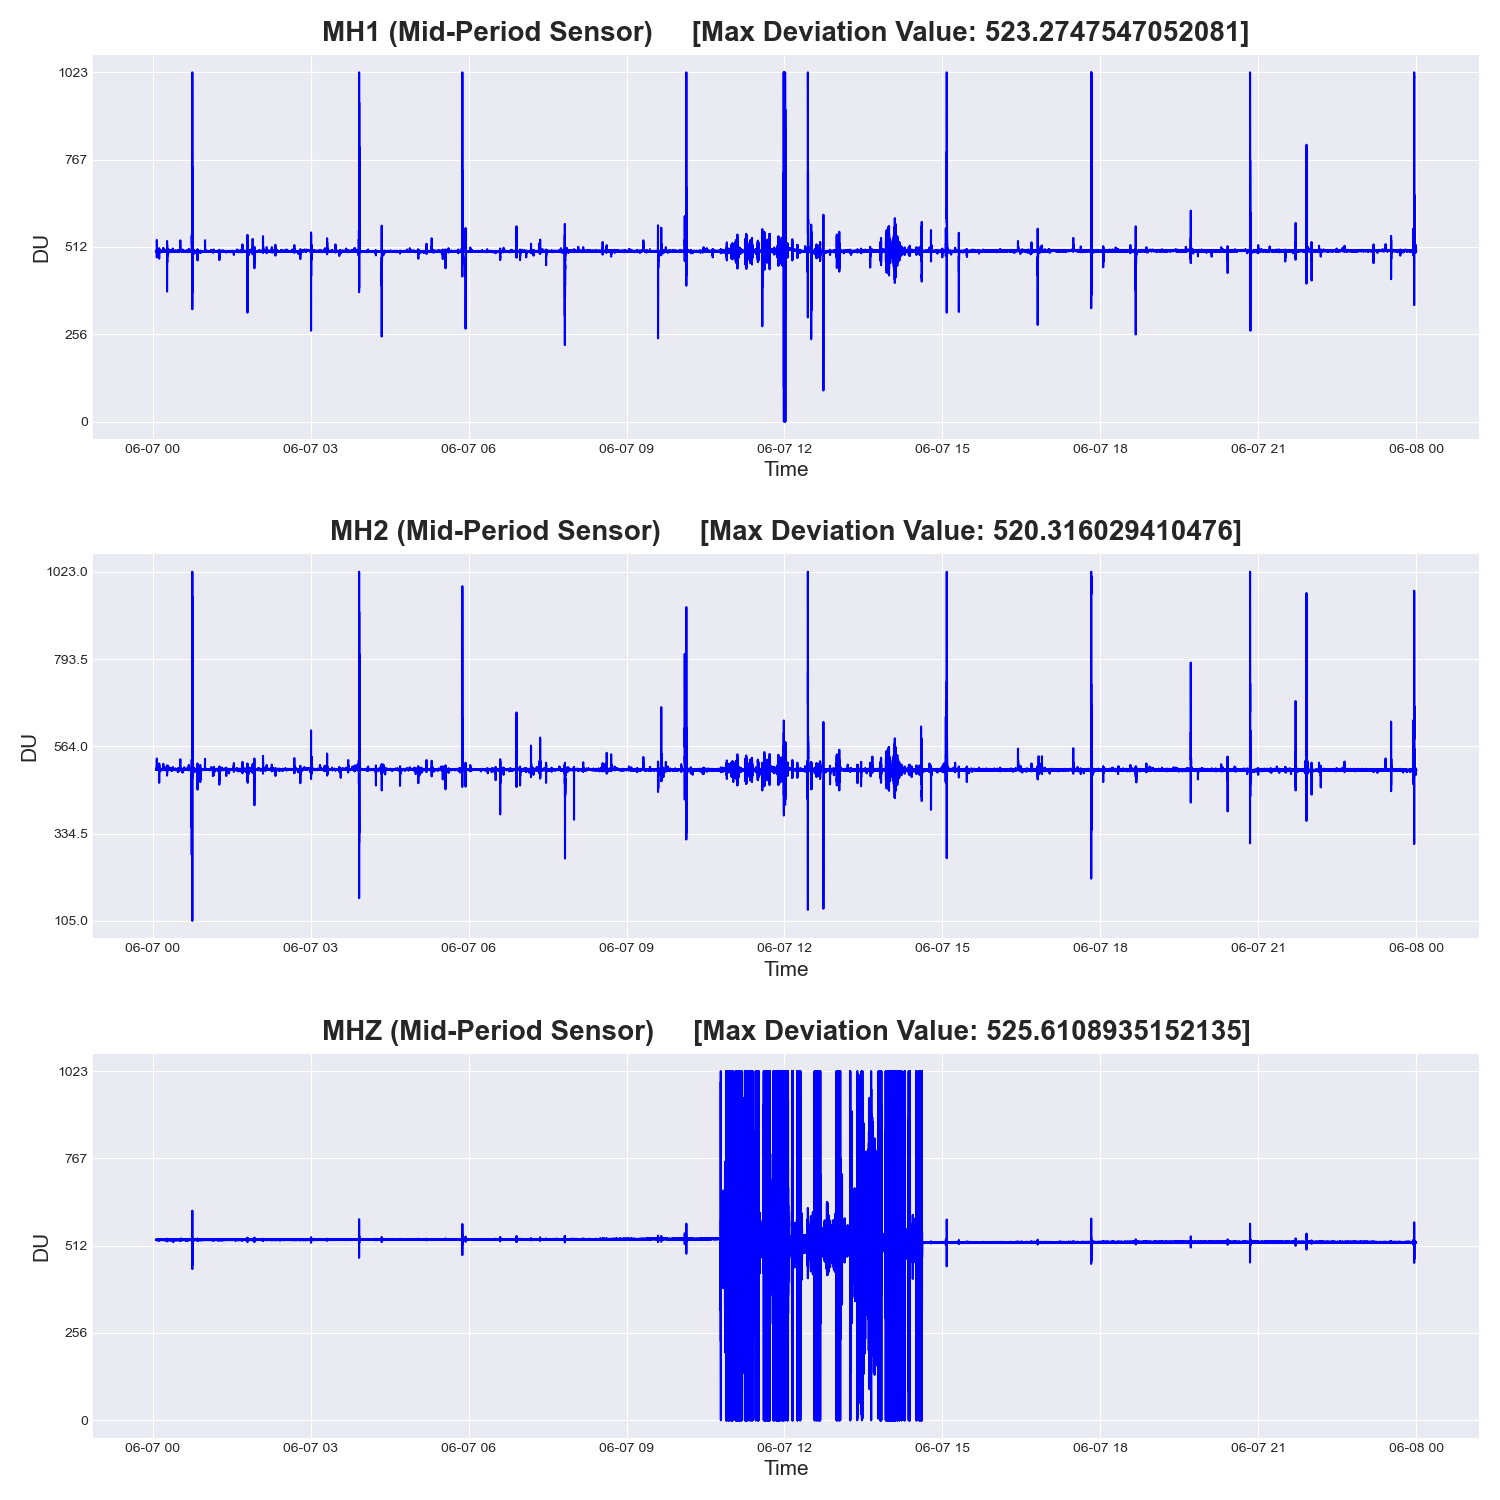 MH1 (Mid-Period Sensor) [Max Deviation Value: 523.2747547052081]
1023
767
512
256
0
DU
06-07 00 06-07 03 06-07 06 06-07 09 06-07 12 06-07 15 06-07 18 06-07 21 06-08 00
Time
MH2 (Mid-Period Sensor) [Max Deviation Value: 520.316029410476]
1023.0
793.5
564.0
334.5
105.0
DU
06-07 00 06-07 03 06-07 06 06-07 09 06-07 12 06-07 15 06-07 18 06-07 21 06-08 00
Time
MHZ (Mid-Period Sensor) [Max Deviation Value: 525.6108935152135]
1023
767
512
256
0
DU
06-07 00 06-07 03 06-07 06 06-07 09 06-07 12 06-07 15 06-07 18 06-07 21 06-08 00
Time